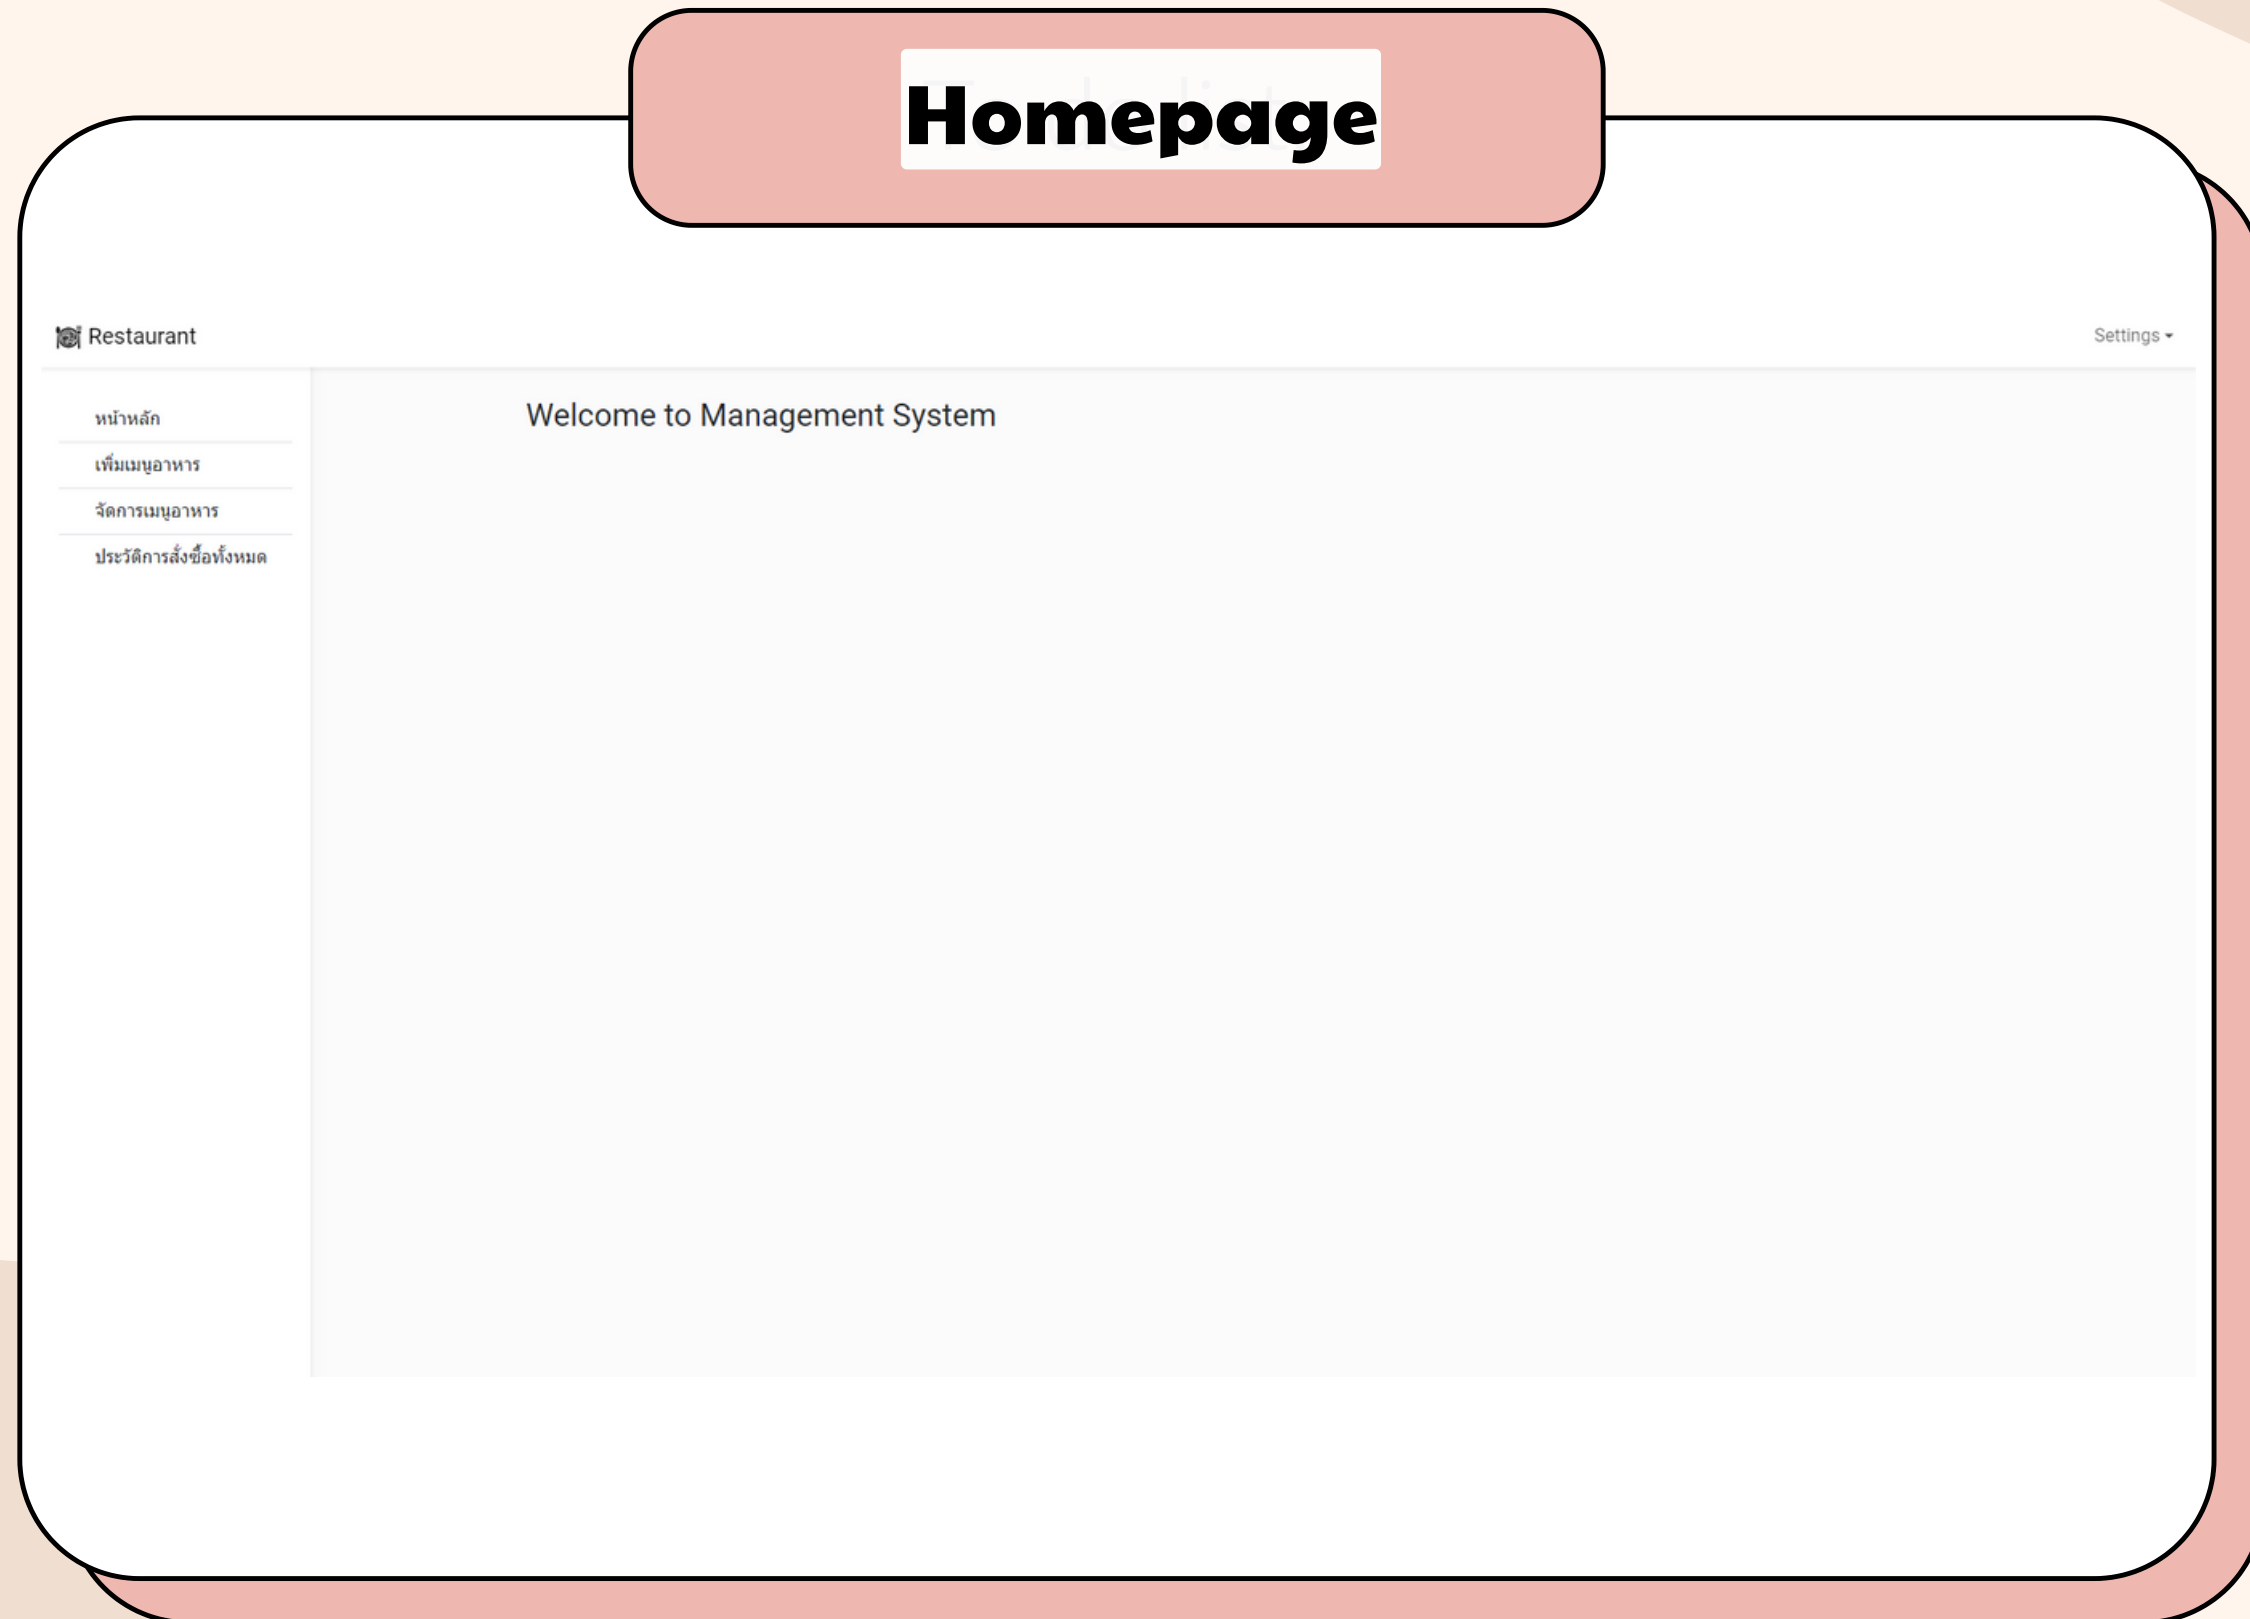 Homepage
Restaurant
Settings
หน้าหลัก
Welcome to Management System
เพิ่มเมนูอาหาร
จัดการเมนูอาหาร
ประวัติการสั่งซื้อทั้งหมด